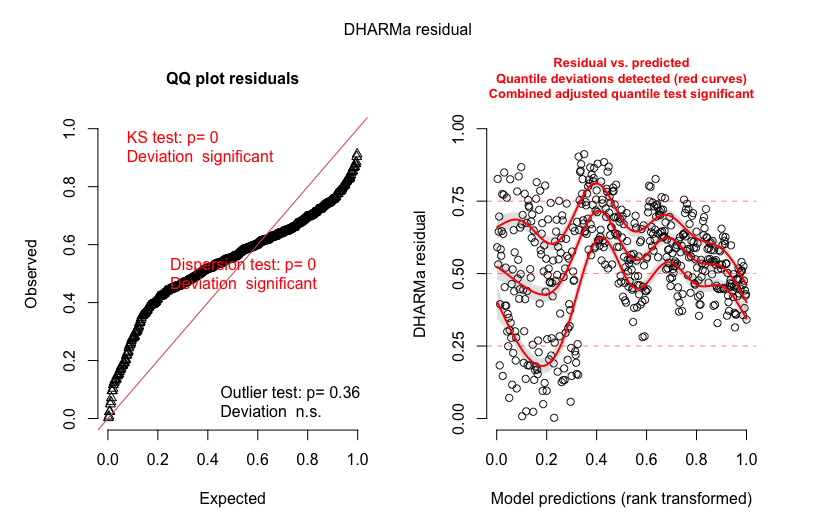 DHARMa residual
QQ plot residuals
KS test: p= 0
Deviation  significant
Dispersion test: p= 0
Deviation  significant
Outlier test: p= 0.36
Deviation  n.s.
Observed
0.0 0.2 0.4 0.6 0.8 1.0
0.0 0.2 0.4 0.6 0.8 1.0
Expected
Residual vs. predicted
Quantile deviations detected (red curves)
Combined adjusted quantile test significant
DHARMa residual
0.00 0.25 0.50 0.75 1.00
0.0 0.2 0.4 0.6 0.8 1.0
Model predictions (rank transformed)